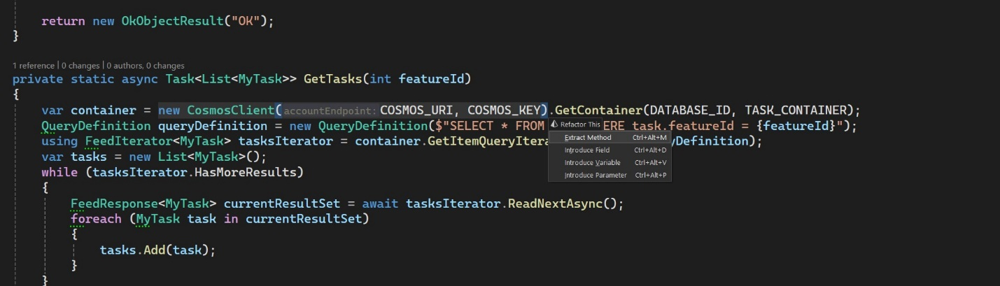 return new OkObjectResult("OK");
}
1 reference | 0 changes | 0 authors, 0 changes
private static async Task<List<MyTask>> GetTasks(int featureId)
{
var container = new CosmosClient(accountEndpoint: COSMOS_URI, COSMOS_KEY).GetContainer(DATABASE_ID, TASK_CONTAINER);
QueryDefinition queryDefinition = new QueryDefinition($"SELECT * FROM ERE task.featureId = {featureId}");
using FeedIterator<MyTask> tasksIterator = container.GetItemQueryItera yDefinition);
var tasks = new List<MyTask>();
while (tasksIterator.HasMoreResults)
{
FeedResponse<MyTask> currentResultSet = await tasksIterator.ReadNextAsync();
foreach (MyTask task in currentResultSet)
{
tasks.Add(task);
}
}
Refactor This
Extract Method Ctrl+Alt+M
Introduce Field Ctrl+Alt+D
Introduce Variable Ctrl+Alt+V
Introduce Parameter Ctrl+Alt+P